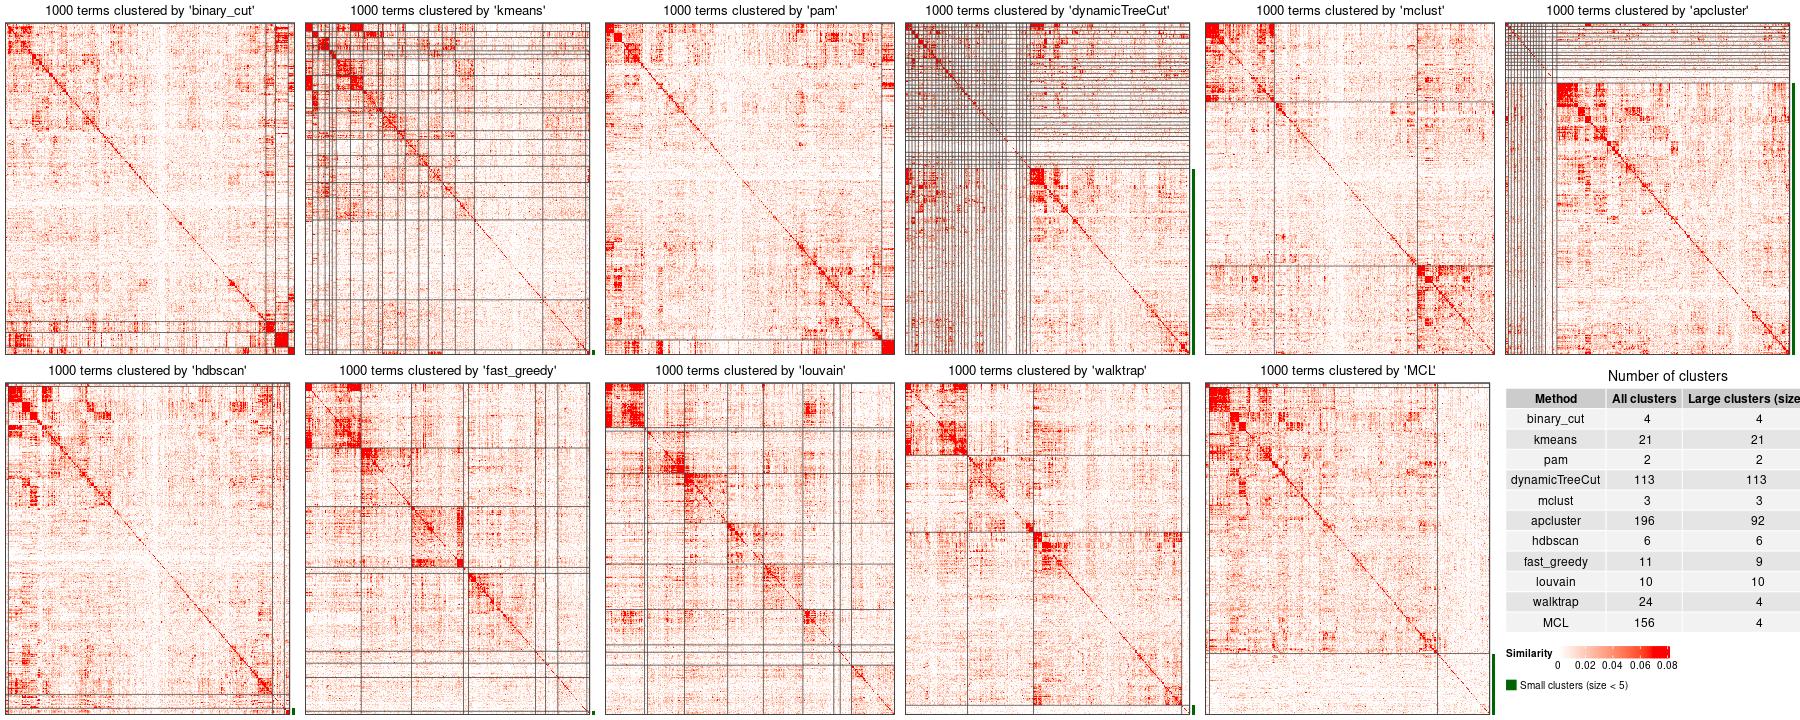 1000 terms clustered by 'binary_cut'
1000 terms clustered by 'kmeans'
1000 terms clustered by 'pam'
1000 terms clustered by 'dynamicTreeCut'
1000 terms clustered by 'mclust'
1000 terms clustered by 'apcluster'
1000 terms clustered by 'hdbscan'
1000 terms clustered by 'fast_greedy'
1000 terms clustered by 'louvain'
1000 terms clustered by 'walktrap'
1000 terms clustered by 'MCL'
Number of clusters
Method All clusters Large clusters (size
binary_cut 4 4
kmeans 21 21
pam 2 2
dynamicTreeCut 113 113
mclust 3 3
apcluster 196 92
hdbscan 6 6
fast_greedy 11 9
louvain 10 10
walktrap 24 4
MCL 156 4
Similarity
0 0.02 0.04 0.06 0.08
Small clusters (size < 5)